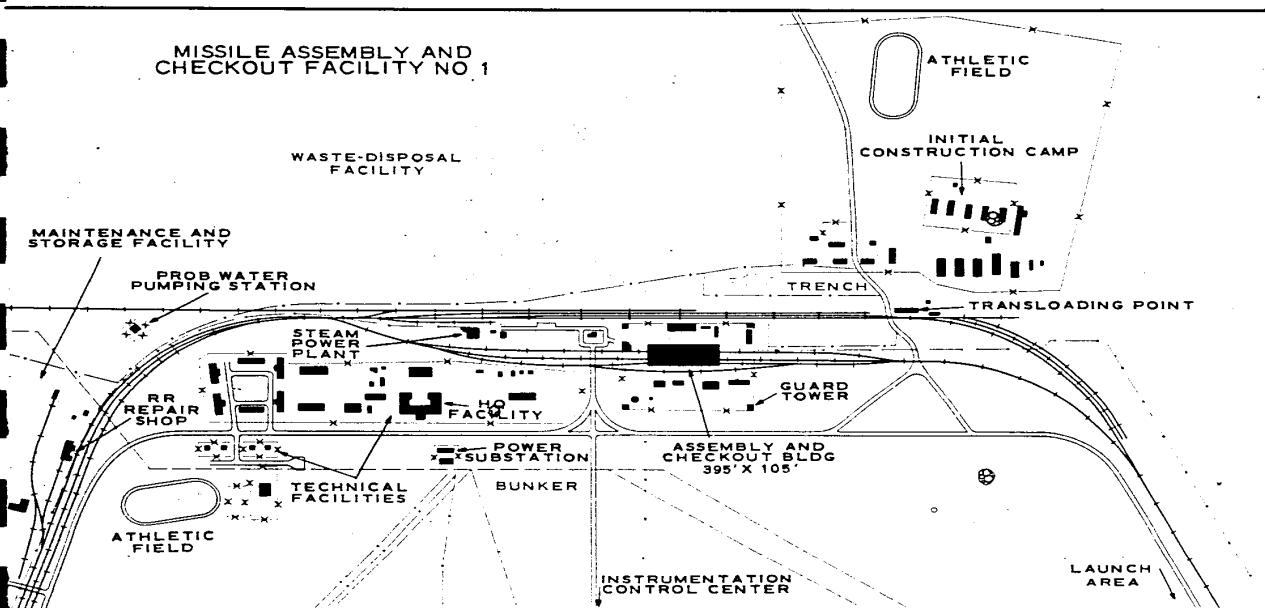 MISSILE ASSEMBLY AND
CHECKOUT FACILITY NO 1
ATHLETIC
FIELD
INITIAL
CONSTRUCTION CAMP
WASTE-DISPOSAL
FACILITY
MAINTENANCE AND
STORAGE FACILITY
PROB WATER
PUMPING STATION
TRENCH
TRANSLOADING POINT
STEAM
POWER
PLANT
RR
REPAIR
SHOP
HQ
FACILITY
GUARD
TOWER
POWER
SUBSTATION
ASSEMBLY AND
CHECKOUT BLDG
395' X 105'
TECHNICAL
FACILITIES
BUNKER
ATHLETIC
FIELD
INSTRUMENTATION
CONTROL CENTER
LAUNCH
AREA